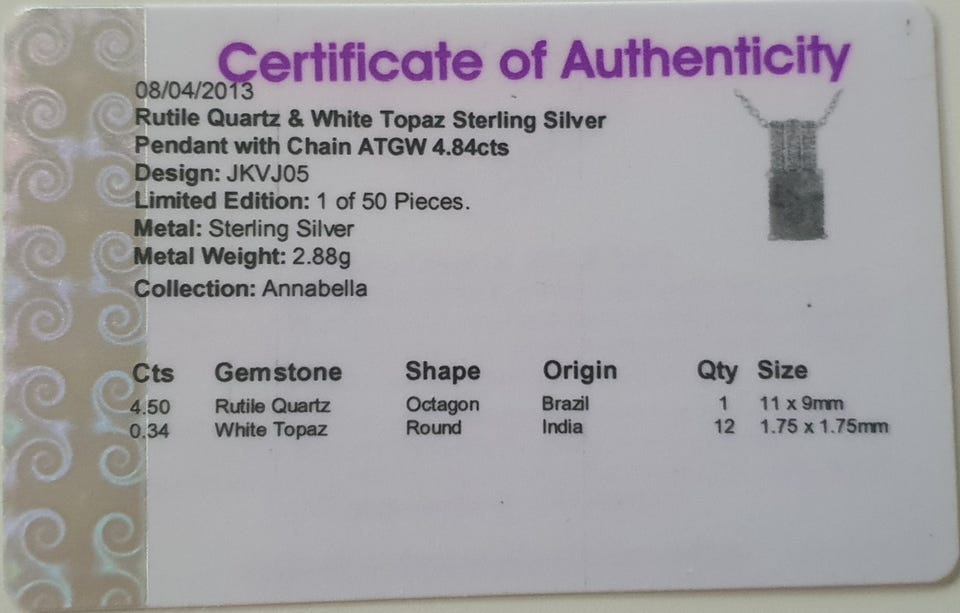 Certificate of Authenticity
08/04/2013
Rutile Quartz & White Topaz Sterling Silver
Pendant with Chain ATGW 4.84cts
Design: JKVJ05
Limited Edition: 1 of 50 Pieces.
Metal: Sterling Silver
Metal Weight: 2.88g
Collection: Annabella
Cts Gemstone Shape Origin Qty Size
4.50 Rutile Quartz Octagon Brazil 1 11 x 9mm
0.34 White Topaz Round India 12 1.75 x 1.75mm